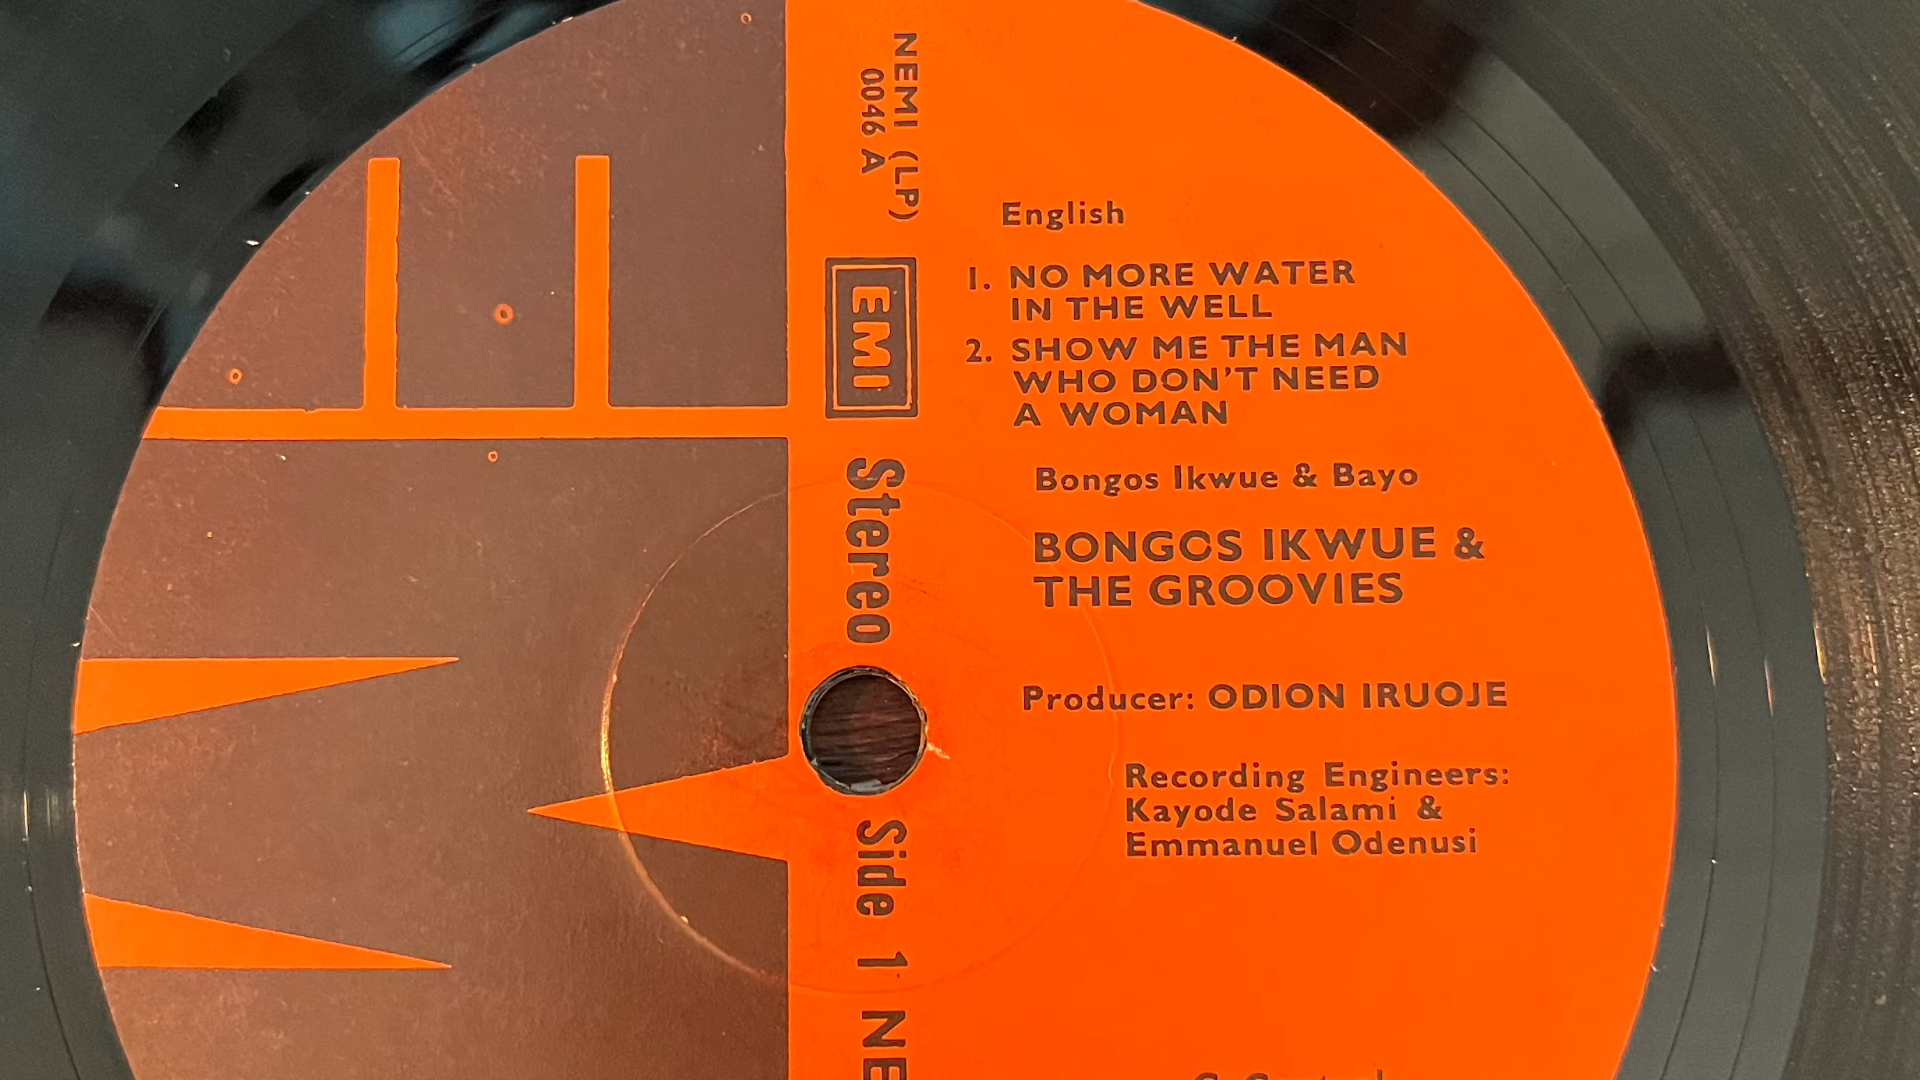 NEMI (LP)
0046 A
EMI
Stereo
Side 1
English
1. NO MORE WATER
IN THE WELL
2. SHOW ME THE MAN
WHO DON'T NEED
A WOMAN
Bongos Ikwue & Bayo
BONGOS IKWUE &
THE GROOVIES
Producer: ODION IRUOJE
Recording Engineers:
Kayode Salami &
Emmanuel Odenusi